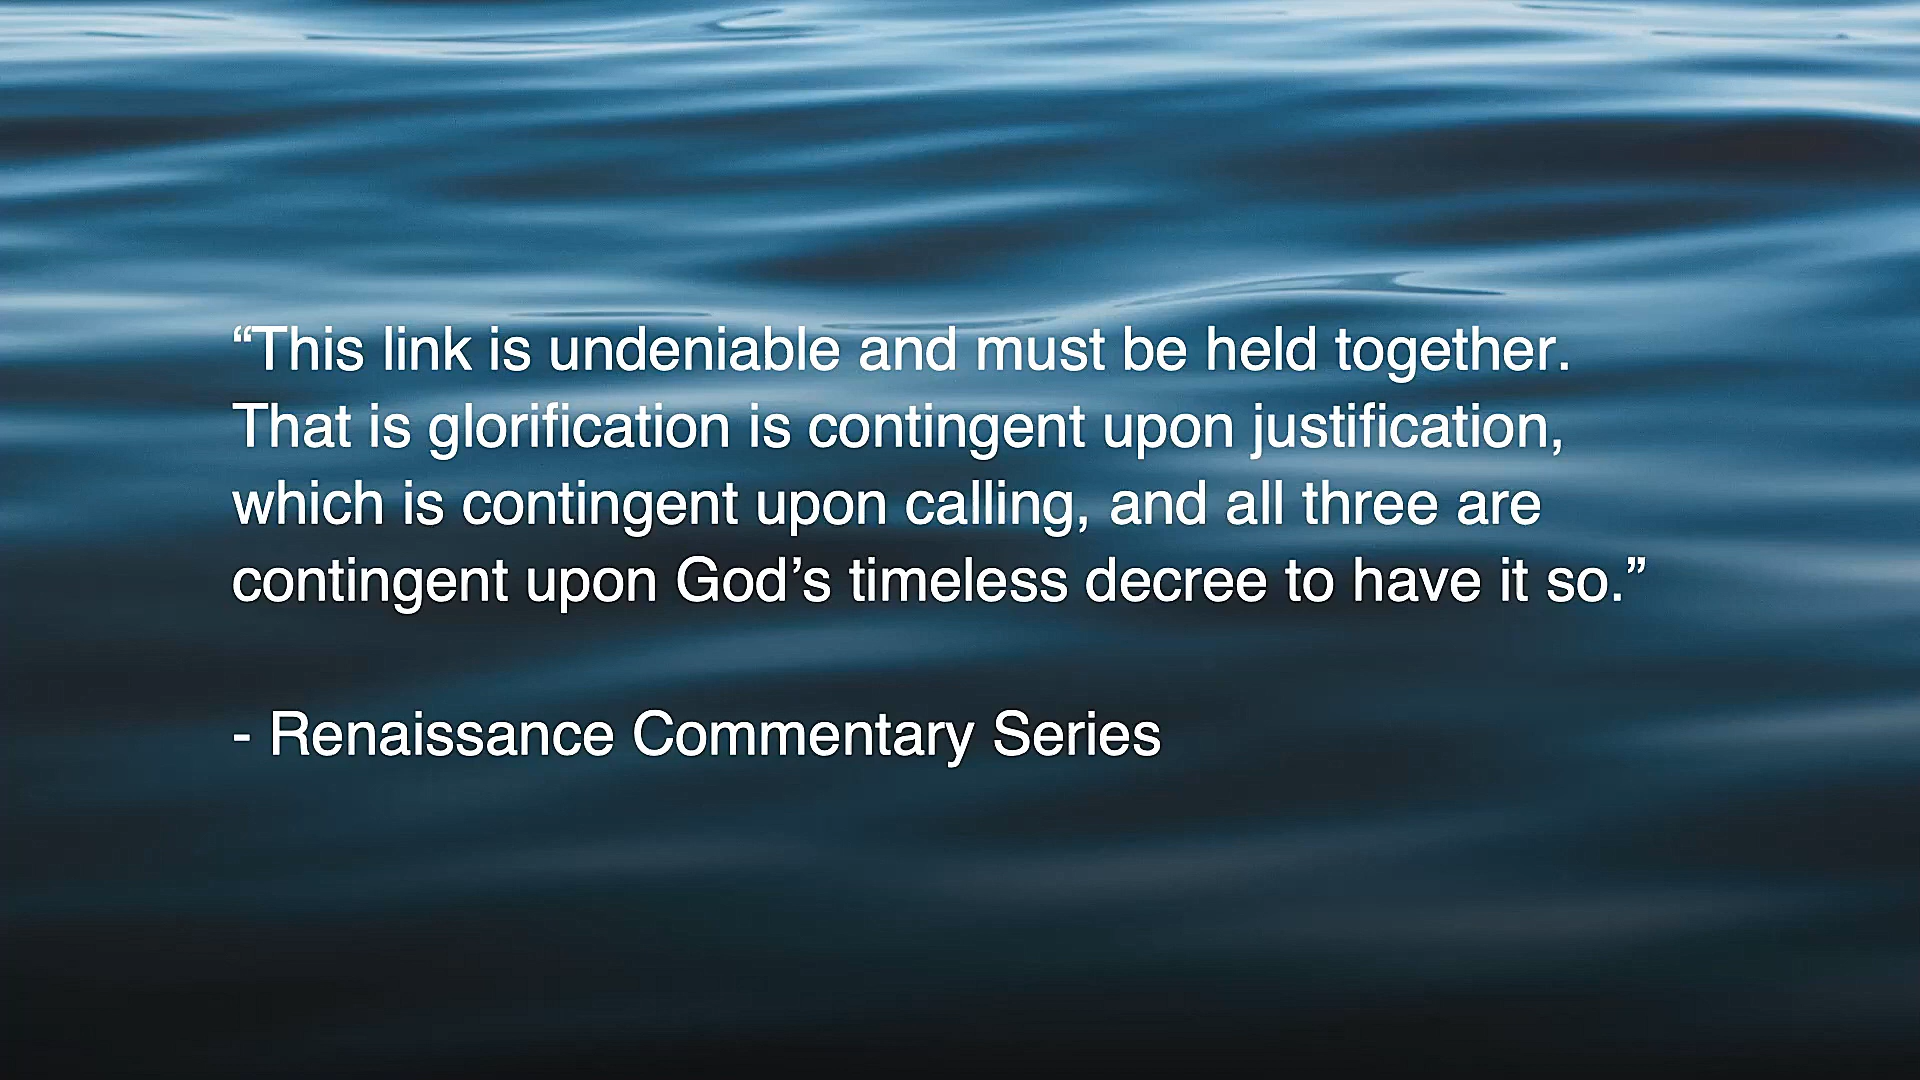 “This link is undeniable and must be held together.
That is glorification is contingent upon justification,
which is contingent upon calling, and all three are
contingent upon God’s timeless decree to have it so.”
- Renaissance Commentary Series